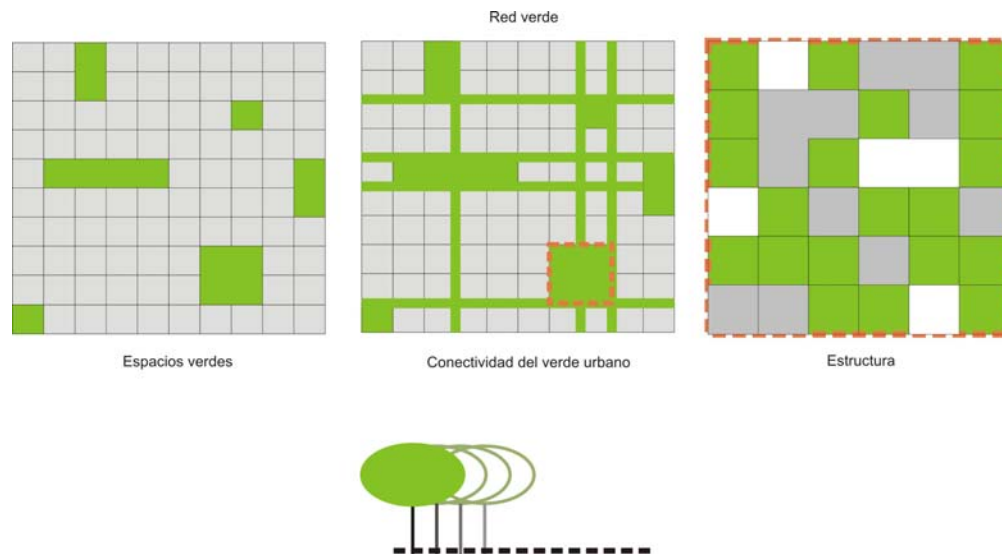 Red verde
Espacios verdes
Conectividad del verde urbano
Estructura